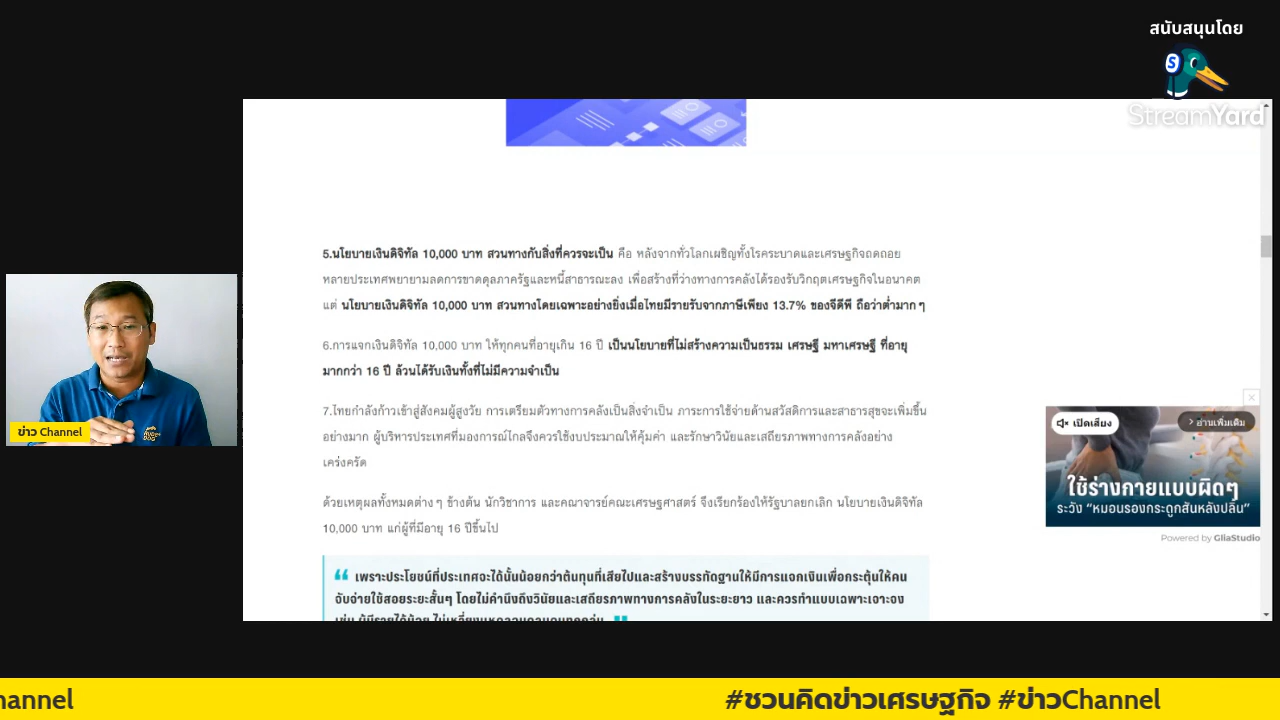 สนับสนุนโดย
StreamYard
5.นโยบายเงินดิจิทัล 10,000 บาท สวนทางกับสิ่งที่ควรจะเป็น คือ หลังจากทั่วโลกเผชิญทั้งโรคระบาดและเศรษฐกิจถดถอย
หลายประเทศพยายามลดการขาดดุลภาครัฐและหนี้สาธารณะลง เพื่อสร้างที่ว่างทางการคลังได้รองรับวิกฤตเศรษฐกิจในอนาคต
แต่ นโยบายเงินดิจิทัล 10,000 บาท สวนทางโดยเฉพาะอย่างยิ่งเมื่อไทยมีรายรับจากภาษีเพียง 13.7% ของจีดีพี ถือว่าต่ำมาก ๆ
6.การแจกเงินดิจิทัล 10,000 บาท ให้ทุกคนที่อายุเกิน 16 ปี เป็นนโยบายที่ไม่สร้างความเป็นธรรม เศรษฐี มหาเศรษฐี ที่อายุ
มากกว่า 16 ปี ล้วนได้รับเงินทั้งที่ไม่มีความจำเป็น
7.ไทยกำลังก้าวเข้าสู่สังคมผู้สูงวัย การเตรียมตัวทางการคลังเป็นสิ่งจำเป็น ภาระการใช้จ่ายด้านสวัสดิการและสาธารสุขจะเพิ่มขึ้น
อย่างมาก ผู้บริหารประเทศที่มองการณ์ไกลจึงควรใช้งบประมาณให้คุ้มค่า และรักษาวินัยและเสถียรภาพทางการคลังอย่าง
เคร่งครัด
ด้วยเหตุผลทั้งหมดต่าง ๆ ข้างต้น นักวิชาการ และคณาจารย์คณะเศรษฐศาสตร์ จึงเรียกร้องให้รัฐบาลยกเลิก นโยบายเงินดิจิทัล
10,000 บาท แก่ผู้ที่มีอายุ 16 ปีขึ้นไป
“ เพราะประโยชน์ที่ประเทศจะได้นั้นน้อยกว่าต้นทุนที่เสียไปและสร้างบรรทัดฐานให้มีการแจกเงินเพื่อกระตุ้นให้คน
จับจ่ายใช้สอยระยะสั้นๆ โดยไม่คำนึงถึงวินัยและเสถียรภาพทางการคลังในระยะยาว และควรทำแบบเฉพาะเจาะจง
เปิดเสียง
อ่านเพิ่มเติม
ใช้ร่างกายแบบผิดๆ
ระวัง “หมอนรองกระดูกสันหลังปลิ้น”
Powered by GliaStudio
ข่าว Channel
hannel
#ชวนคิดข่าวเศรษฐกิจ #ข่าวChannel